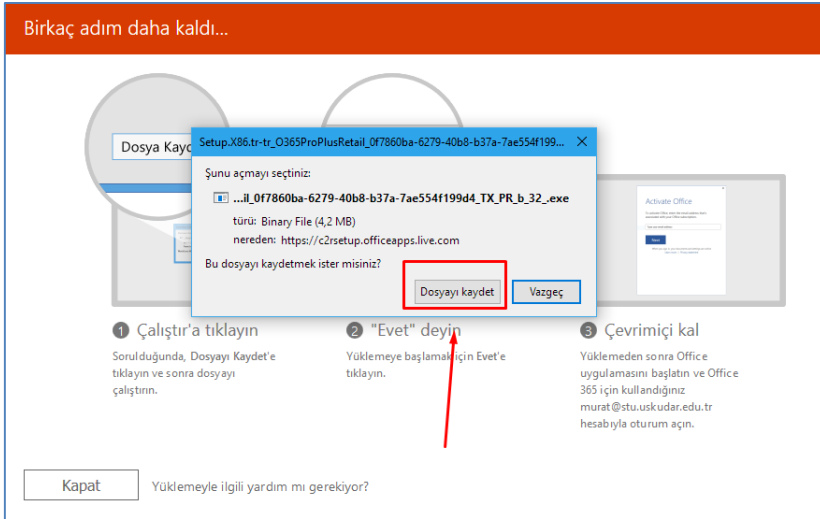 Birkaç adım daha kaldı...
Dosya Kayd
Setup.X86.tr-tr_O365ProPlusRetail_0f7860ba-6279-40b8-b37a-7ae554f199...
Şunu açmayı seçtiniz:
...il_0f7860ba-6279-40b8-b37a-7ae554f199d4_TX_PR_b_32_.exe
türü: Binary File (4,2 MB)
nereden: https://c2rsetup.officeapps.live.com
Bu dosyayı kaydetmek ister misiniz?
Dosyayı kaydet
Vazgeç
Activate Office
1 Çalıştır'a tıklayın
Sorulduğunda, Dosyayı Kaydet'e
tıklayın ve sonra dosyayı
çalıştırın.
2 "Evet" deyin
Yüklemeye başlamak için Evet'e
tıklayın.
3 Çevrimiçi kal
Yüklemeden sonra Office
uygulamasını başlatın ve Office
365 için kullandığınız
murat@stu.uskudar.edu.tr
hesabıyla oturum açın.
Kapat
Yüklemeyle ilgili yardım mı gerekiyor?